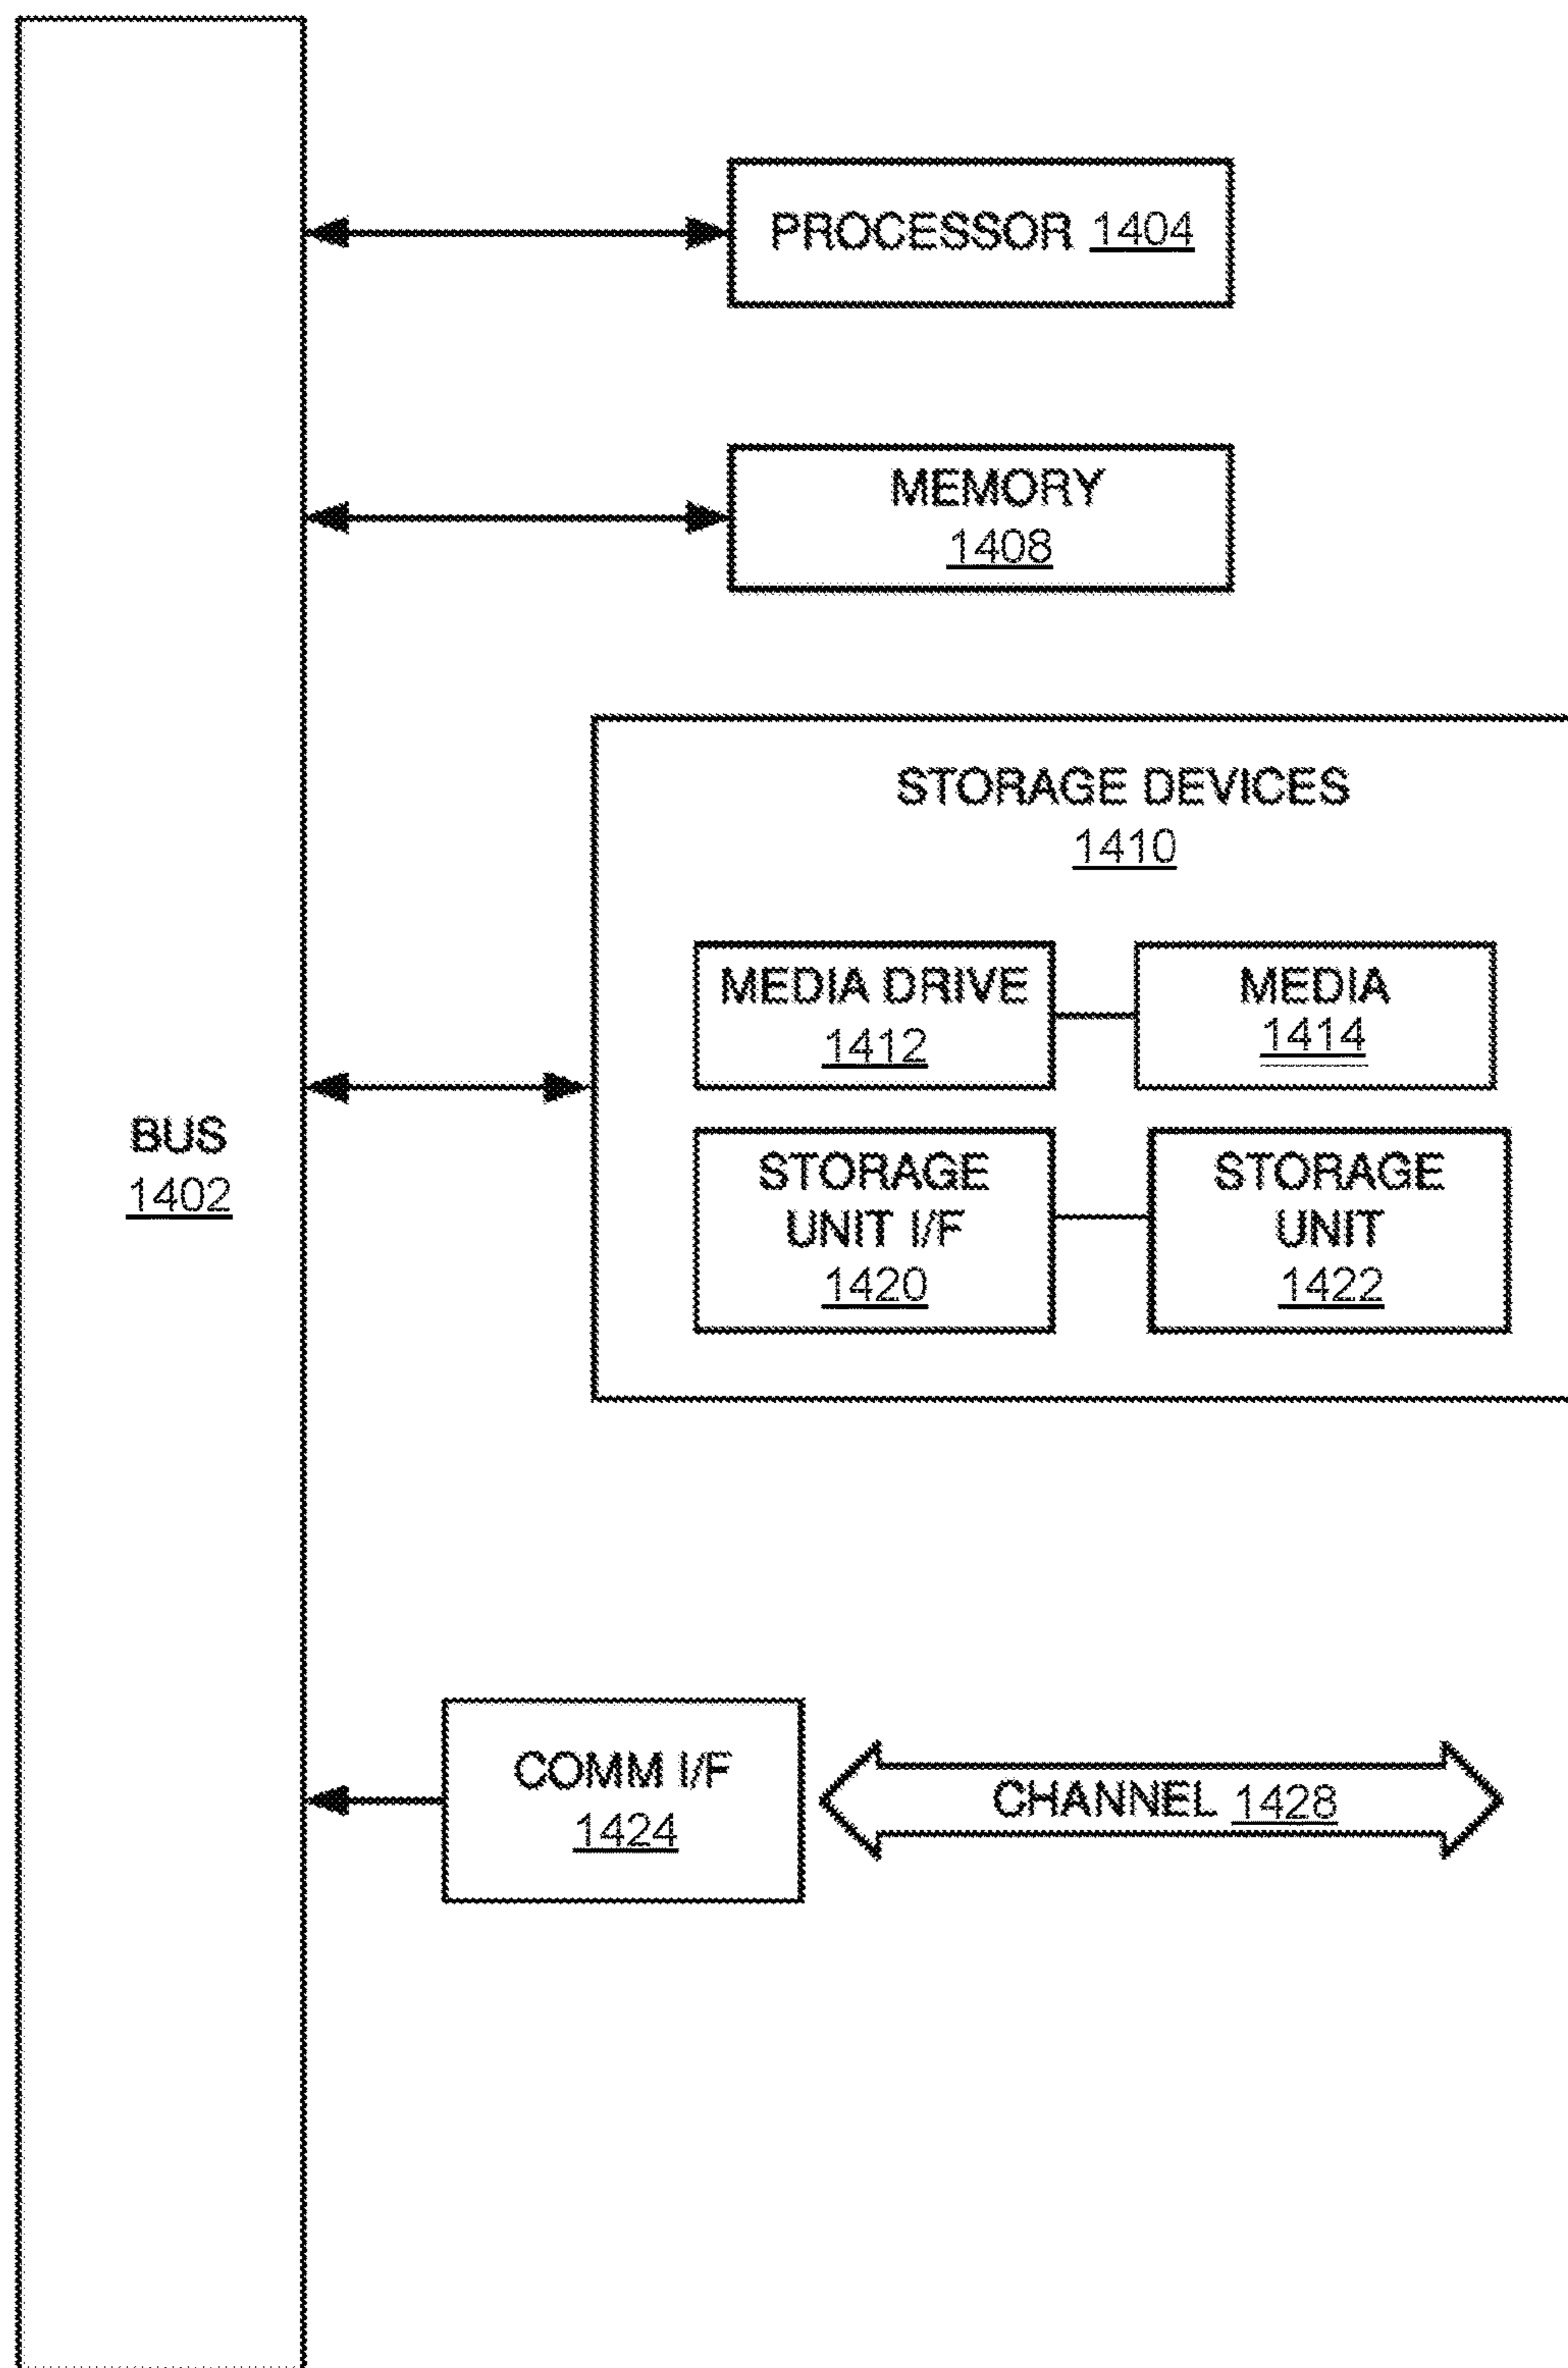 PROCESSOR 1404
MEMORY
1408
STORAGE DEVICES
1410
MEDIA DRIVE
1412
MEDIA
1414
BUS
1402
STORAGE
UNIT I/F
1420
STORAGE
UNIT
1422
COMM I/F
1424
CHANNEL 1428